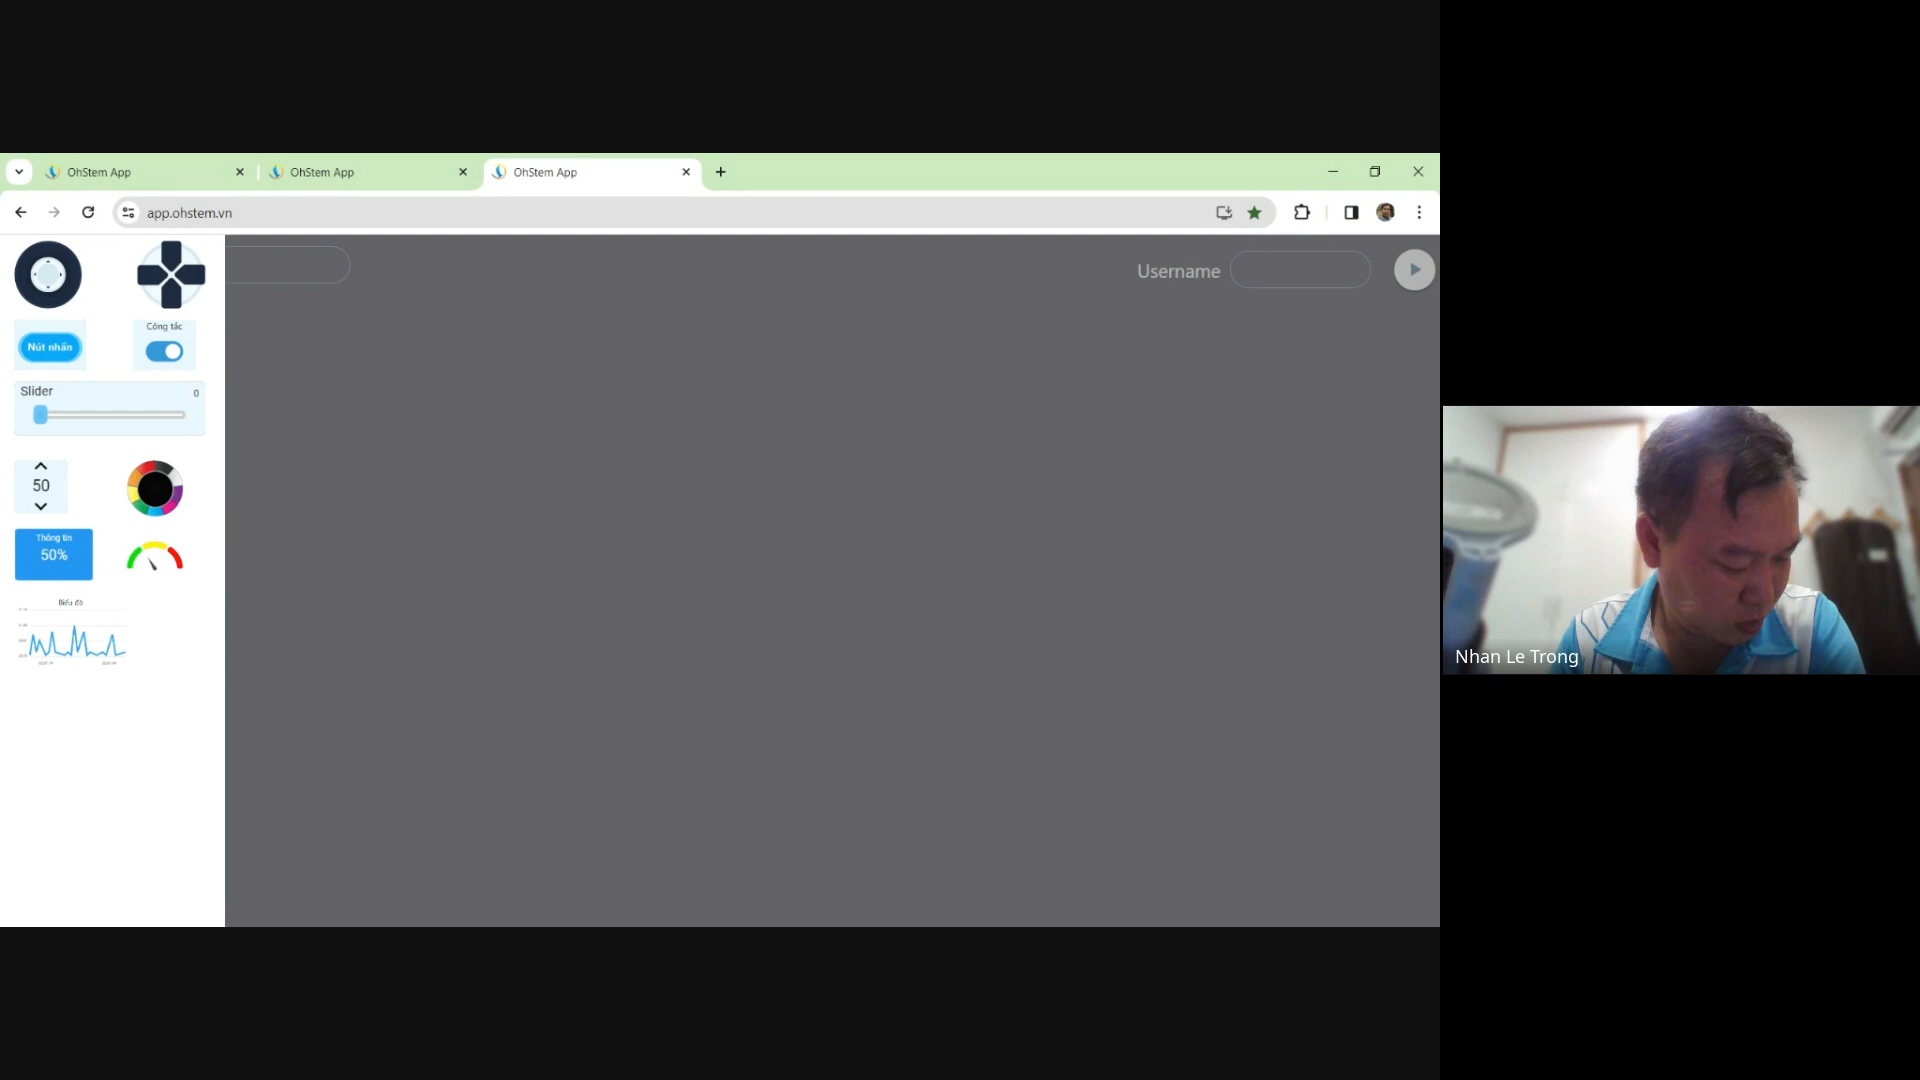 OhStem App
OhStem App
OhStem App
app.ohstem.vn
Username
Nút nhấn
Công tắc
Slider
0
50
Thông tin
50%
Biểu đồ
Nhan Le Trong